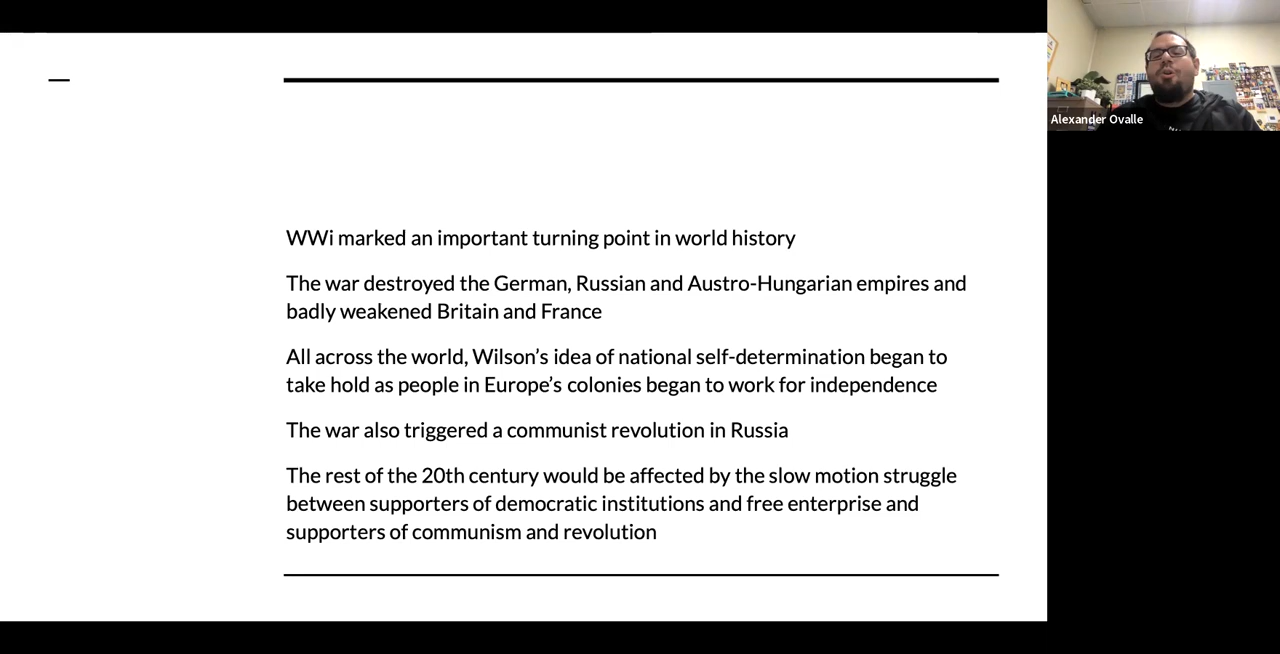 WWi marked an important turning point in world history
The war destroyed the German, Russian and Austro-Hungarian empires and
badly weakened Britain and France
All across the world, Wilson’s idea of national self-determination began to
take hold as people in Europe’s colonies began to work for independence
The war also triggered a communist revolution in Russia
The rest of the 20th century would be affected by the slow motion struggle
between supporters of democratic institutions and free enterprise and
supporters of communism and revolution
Alexander Ovalle